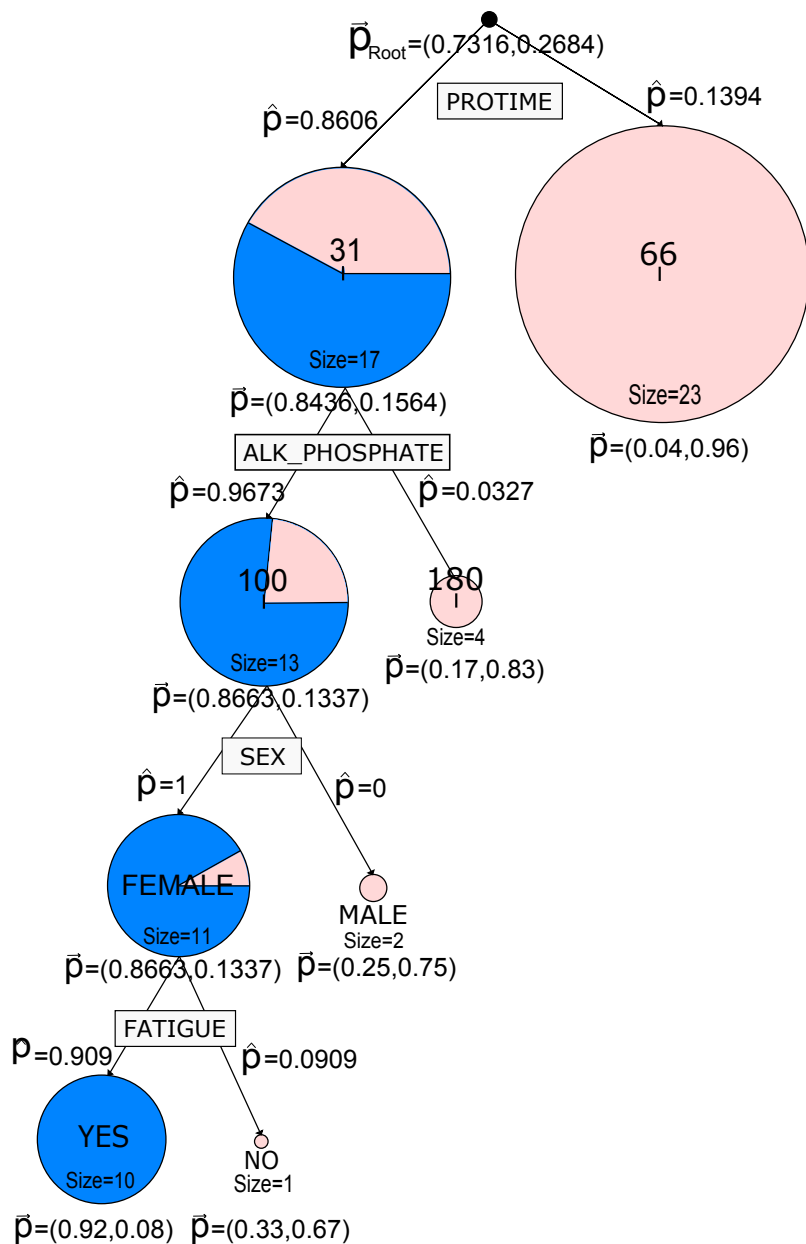 p⃗Root=(0.7316,0.2684)
PROTIME
p̂=0.8606
p̂=0.1394
31
Size=17
66
Size=23
p⃗=(0.8436,0.1564)
p⃗=(0.04,0.96)
ALK_PHOSPHATE
p̂=0.9673
p̂=0.0327
100
Size=13
180
Size=4
p⃗=(0.8663,0.1337)
p⃗=(0.17,0.83)
SEX
p̂=1
p̂=0
FEMALE
Size=11
MALE
Size=2
p⃗=(0.8663,0.1337)
p⃗=(0.25,0.75)
FATIGUE
p̂=0.909
p̂=0.0909
YES
Size=10
NO
Size=1
p⃗=(0.92,0.08)
p⃗=(0.33,0.67)